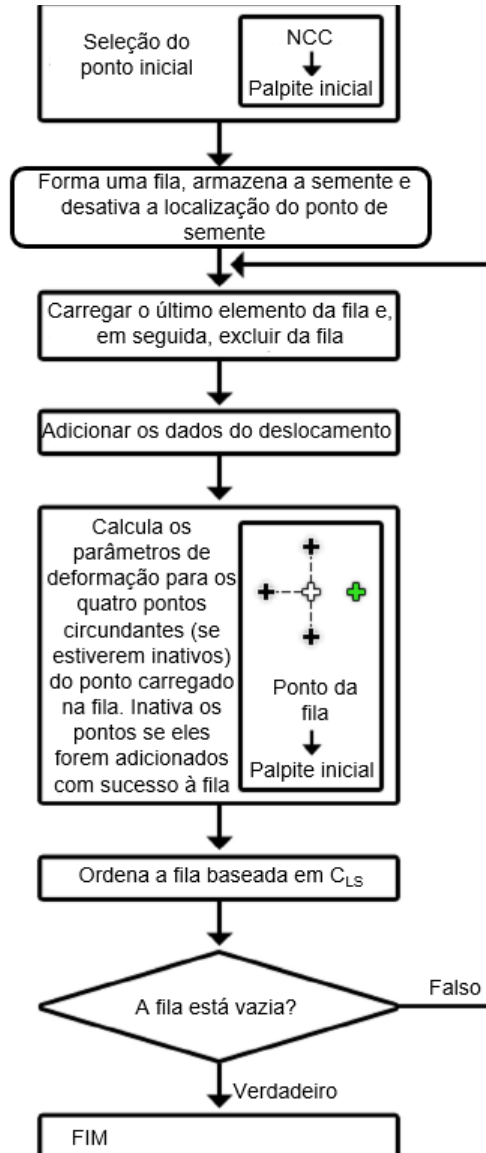 Seleção do
ponto inicial
NCC
Palpite inicial
Forma uma fila, armazena a semente e
desativa a localização do ponto de
semente
Carregar o último elemento da fila e,
em seguida, excluir da fila
Adicionar os dados do deslocamento
Calcula os
parâmetros de
deformação para os
quatro pontos
circundantes (se
estiverem inativos)
do ponto carregado
na fila. Inativa os
pontos se eles
forem adicionados
com sucesso à fila
Ponto da
fila
Palpite inicial
Ordena a fila baseada em C_LS
A fila está vazia?
Falso
Verdadeiro
FIM